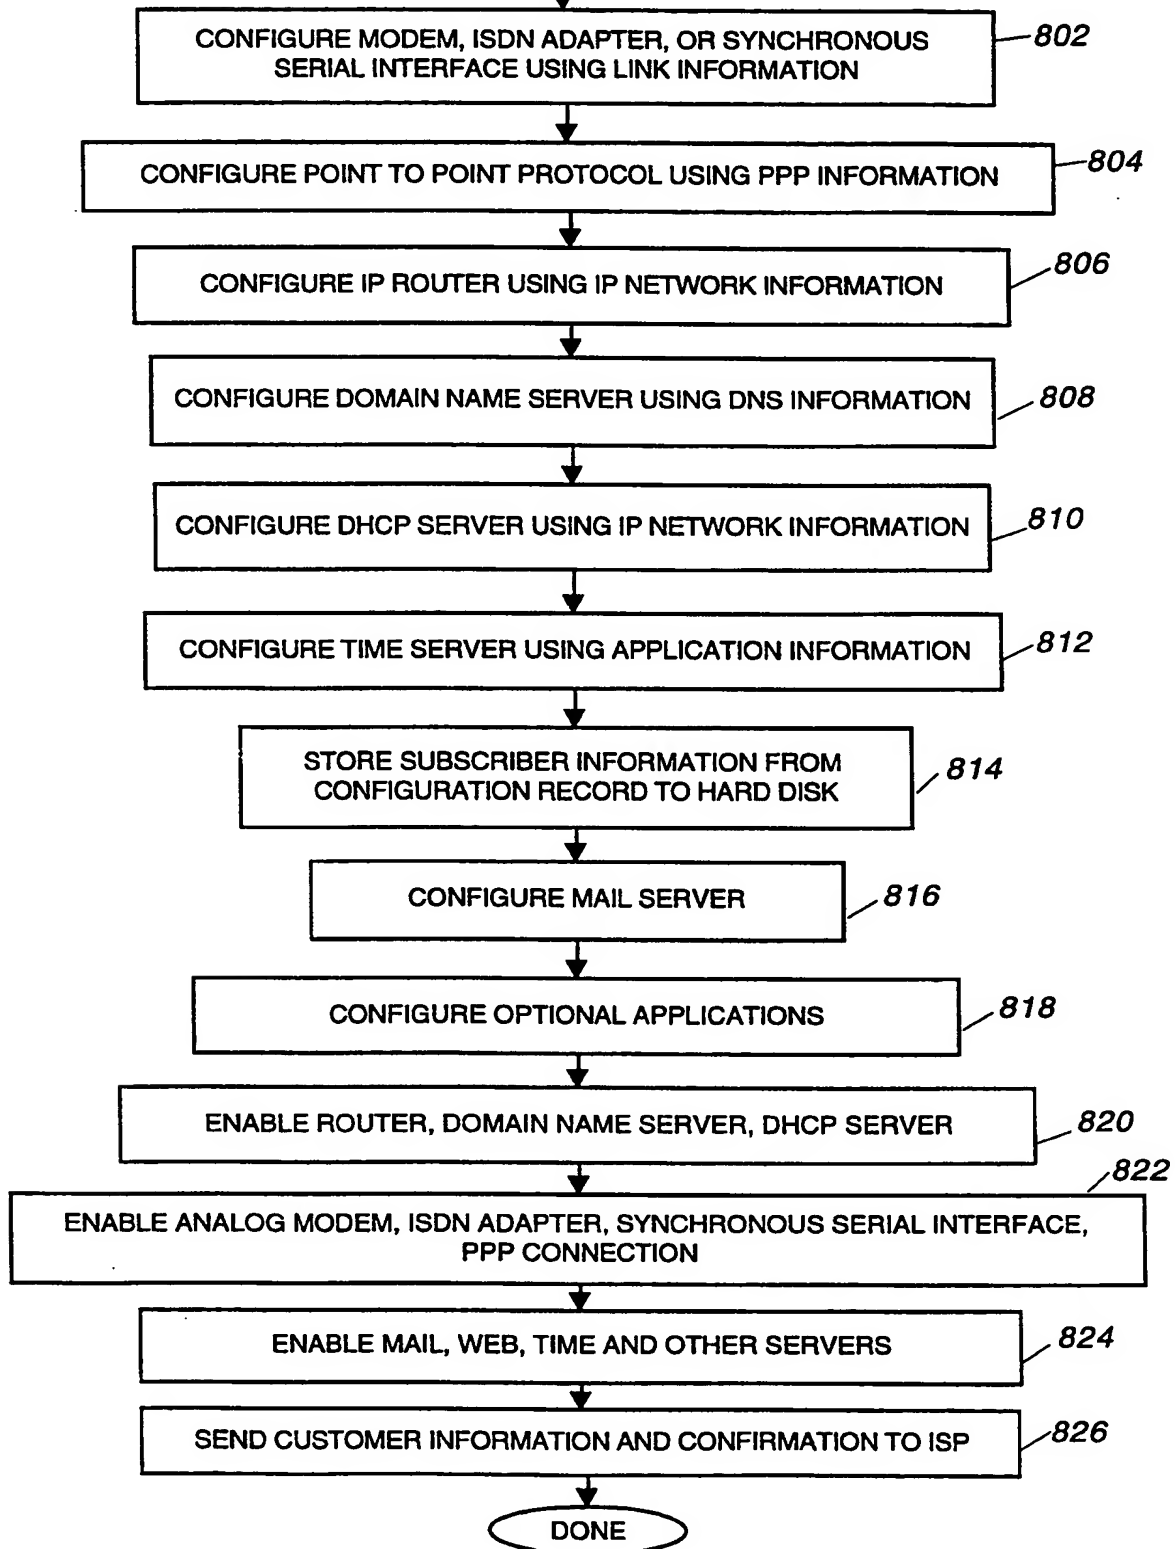 CONFIGURE MODEM, ISDN ADAPTER, OR SYNCHRONOUS
SERIAL INTERFACE USING LINK INFORMATION
802
CONFIGURE POINT TO POINT PROTOCOL USING PPP INFORMATION
804
CONFIGURE IP ROUTER USING IP NETWORK INFORMATION
806
CONFIGURE DOMAIN NAME SERVER USING DNS INFORMATION
808
CONFIGURE DHCP SERVER USING IP NETWORK INFORMATION
810
CONFIGURE TIME SERVER USING APPLICATION INFORMATION
812
STORE SUBSCRIBER INFORMATION FROM
CONFIGURATION RECORD TO HARD DISK
814
CONFIGURE MAIL SERVER
816
CONFIGURE OPTIONAL APPLICATIONS
818
ENABLE ROUTER, DOMAIN NAME SERVER, DHCP SERVER
820
822
ENABLE ANALOG MODEM, ISDN ADAPTER, SYNCHRONOUS SERIAL INTERFACE,
PPP CONNECTION
ENABLE MAIL, WEB, TIME AND OTHER SERVERS
824
SEND CUSTOMER INFORMATION AND CONFIRMATION TO ISP
826
DONE